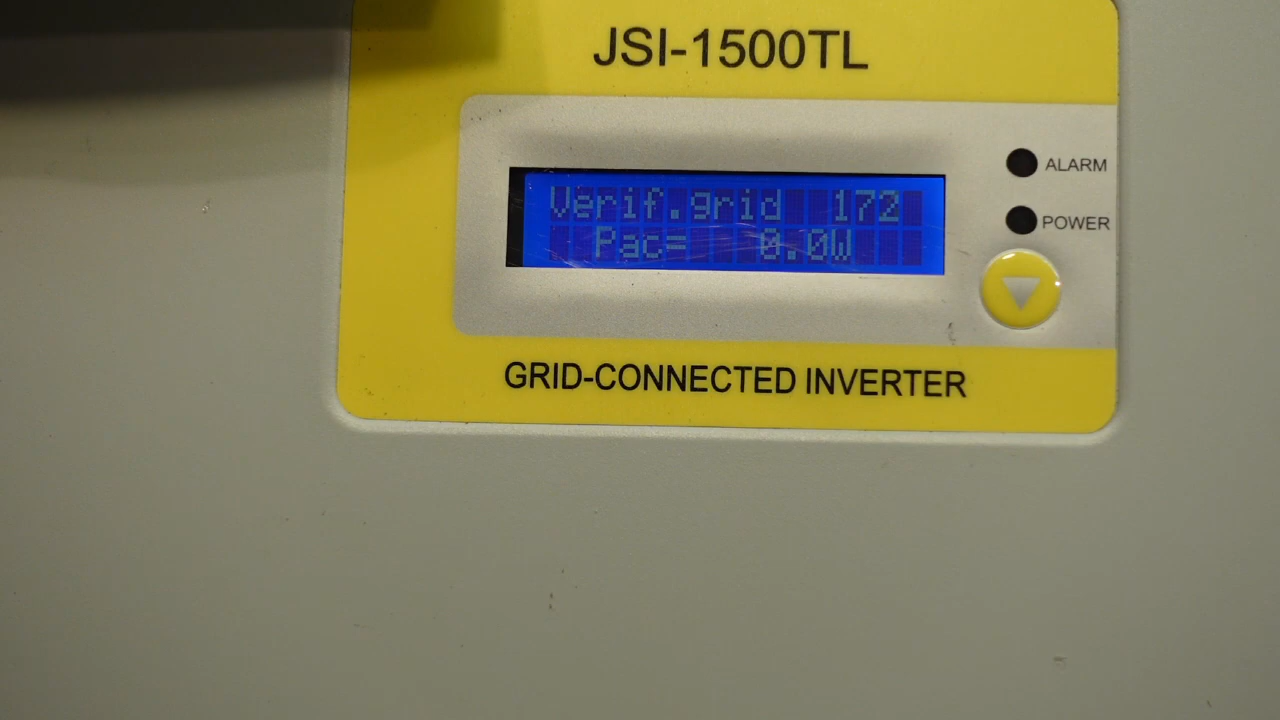 JSI-1500TL
Verif.grid 172
Pac= 0.0W
ALARM
POWER
GRID-CONNECTED INVERTER